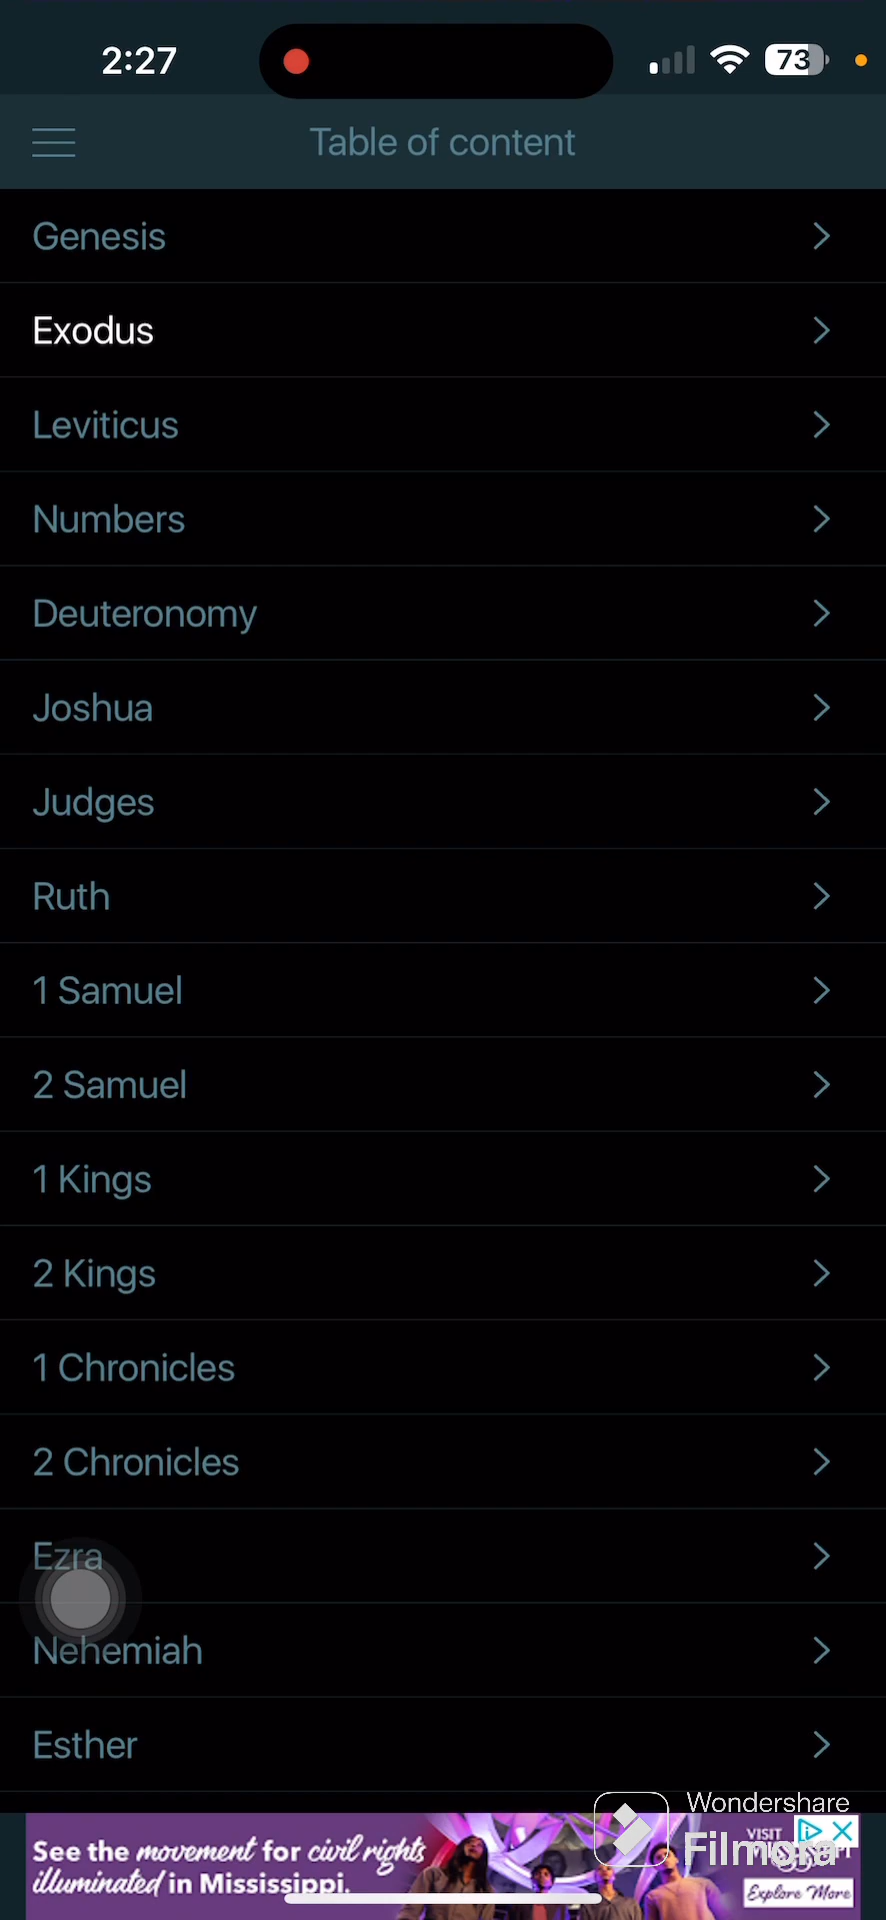 2:27
73
Table of content
Genesis
Exodus
Leviticus
Numbers
Deuteronomy
Joshua
Judges
Ruth
1 Samuel
2 Samuel
1 Kings
2 Kings
1 Chronicles
2 Chronicles
Ezra
Nehemiah
Esther
Wondershare
Filmora
See the movement for civil rights
illuminated in Mississippi.
VISIT
Explore More